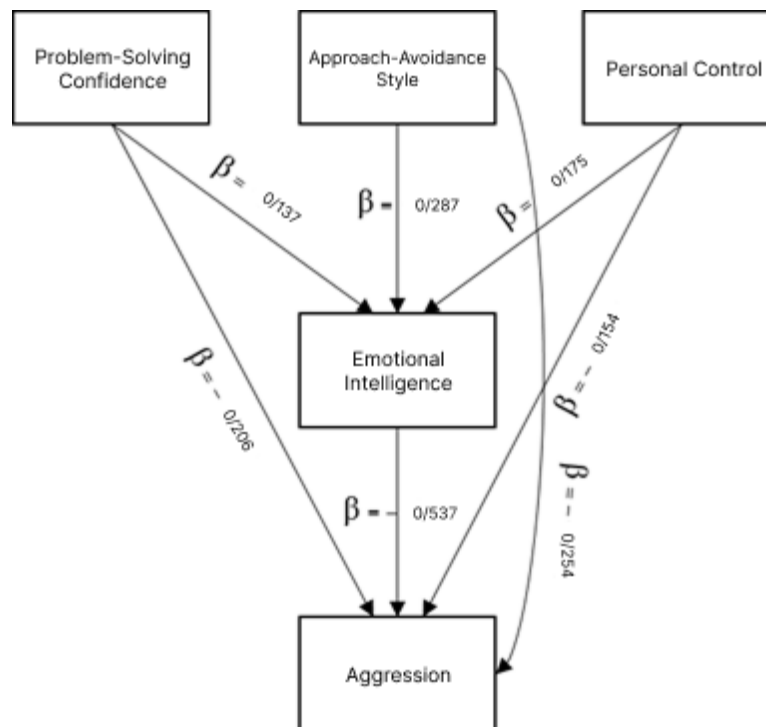 Problem-Solving
Confidence
Approach-Avoidance
Style
Personal Control
β = 0/137
β = 0/287
β = 0/175
Emotional
Intelligence
β = - 0/206
β = - 0/537
β = - 0/154
β = - 0/254
Aggression